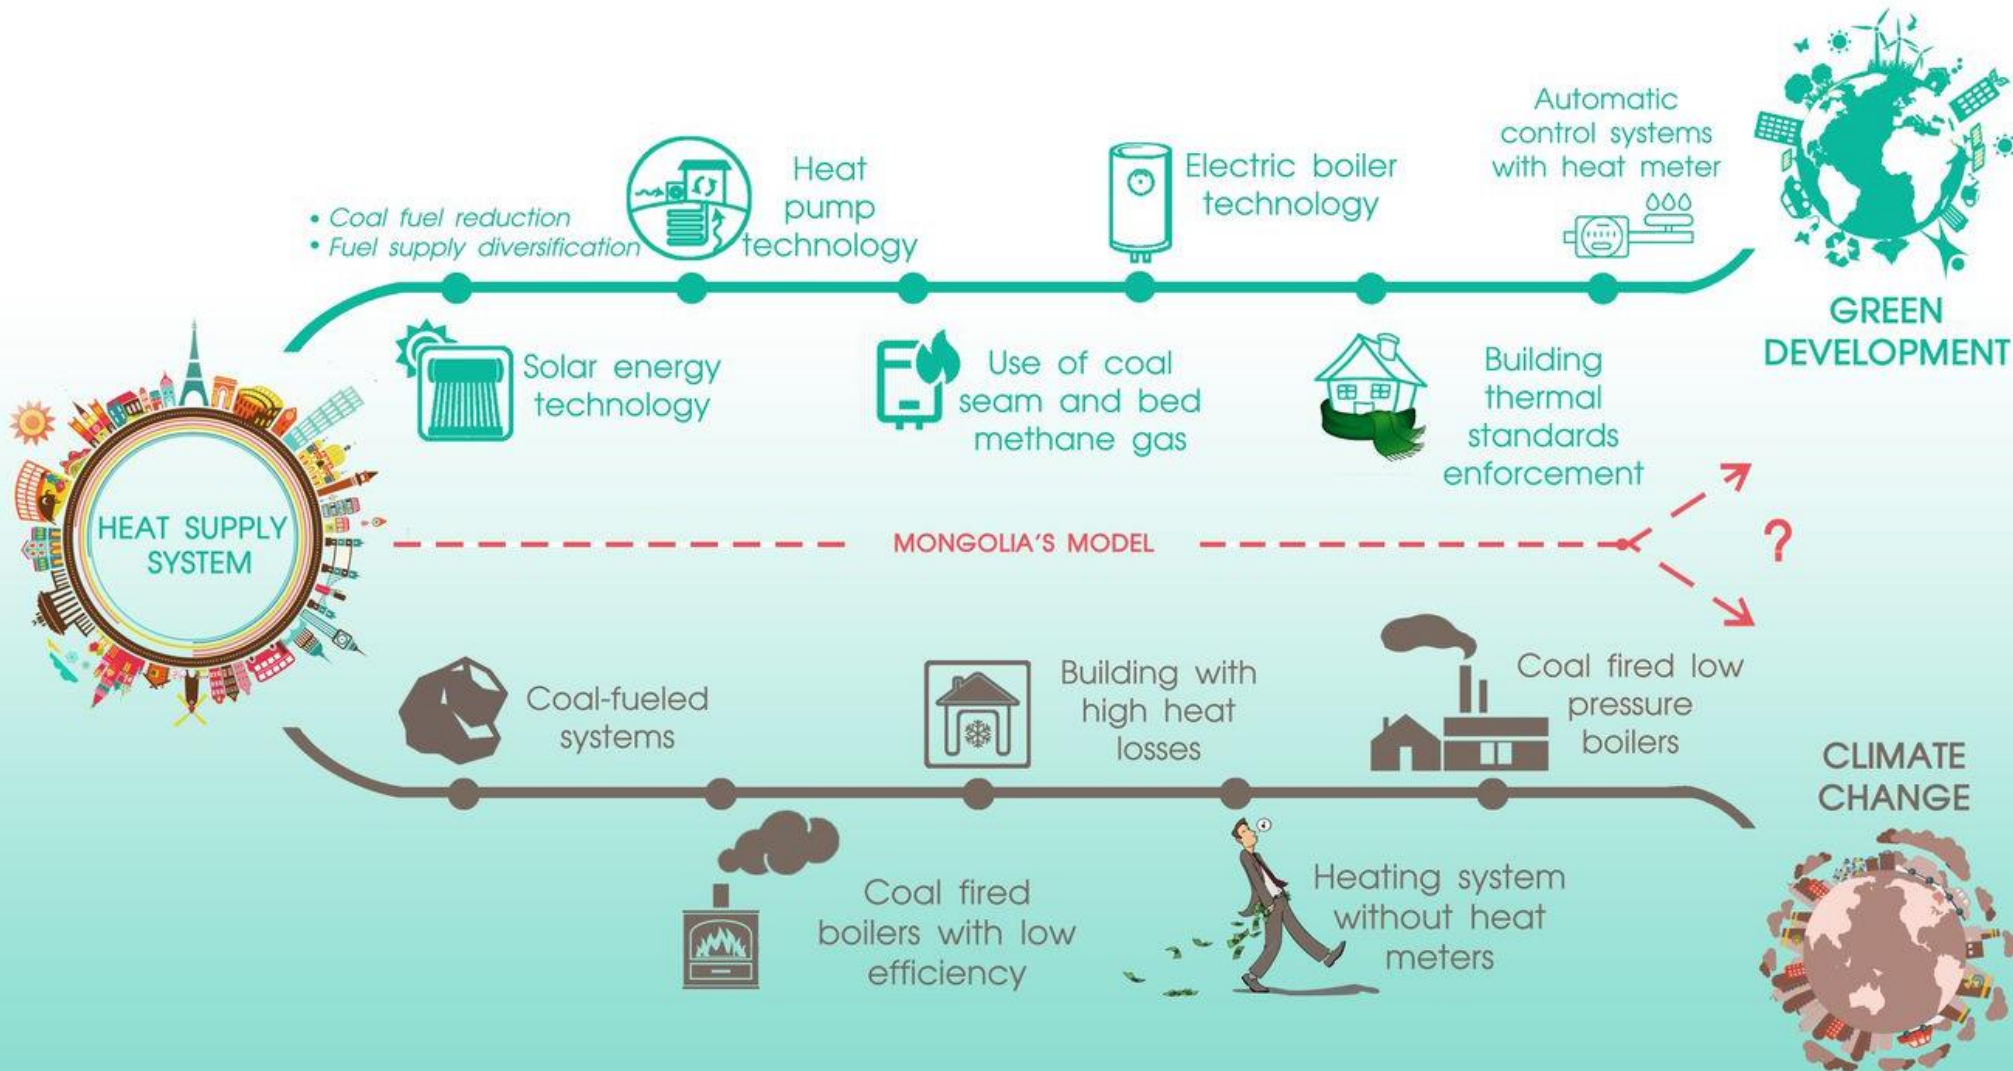 Automatic
control systems
with heat meter
Heat
pump
technology
Electric boiler
technology
• Coal fuel reduction
• Fuel supply diversification
GREEN
DEVELOPMENT
Solar energy
technology
Use of coal
seam and bed
methane gas
Building
thermal
standards
enforcement
HEAT SUPPLY
SYSTEM
MONGOLIA'S MODEL
?
Coal-fueled
systems
Building with
high heat
losses
Coal fired low
pressure
boilers
CLIMATE
CHANGE
Coal fired
boilers with low
efficiency
Heating system
without heat
meters